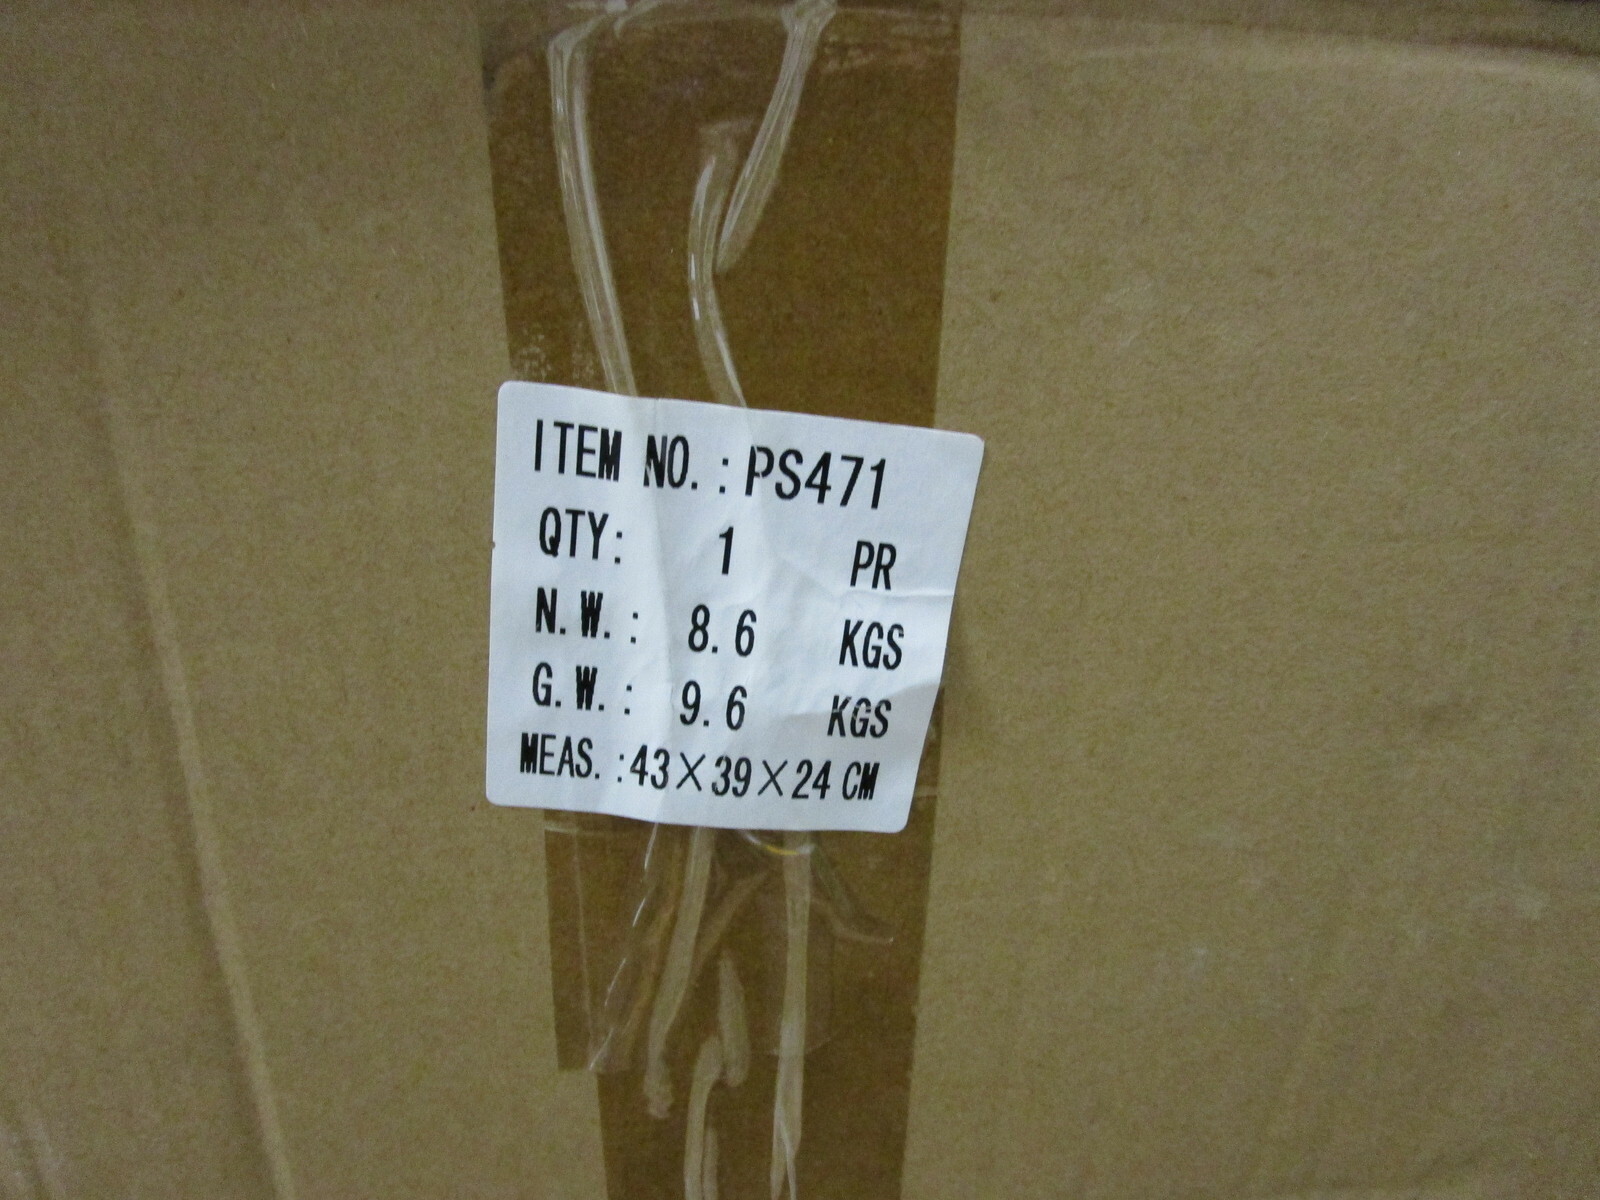 ITEM NO.: PS471
QTY: 1 PR
N.W.: 8.6 KGS
G.W.: 9.6 KGS
MEAS.:43×39×24 CM